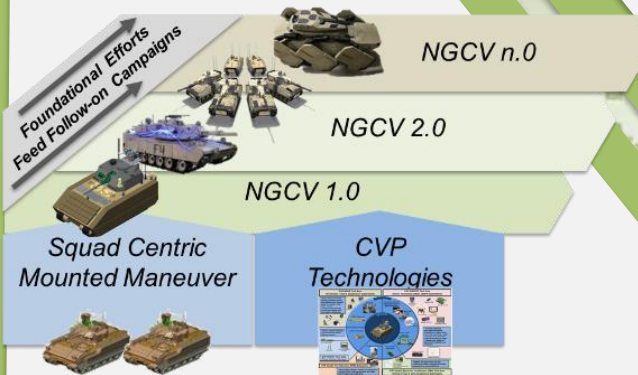 Foundational Efforts
Feed Follow-on Campaigns
NGCV n.0
NGCV 2.0
NGCV 1.0
Squad Centric
Mounted Maneuver
CVP
Technologies